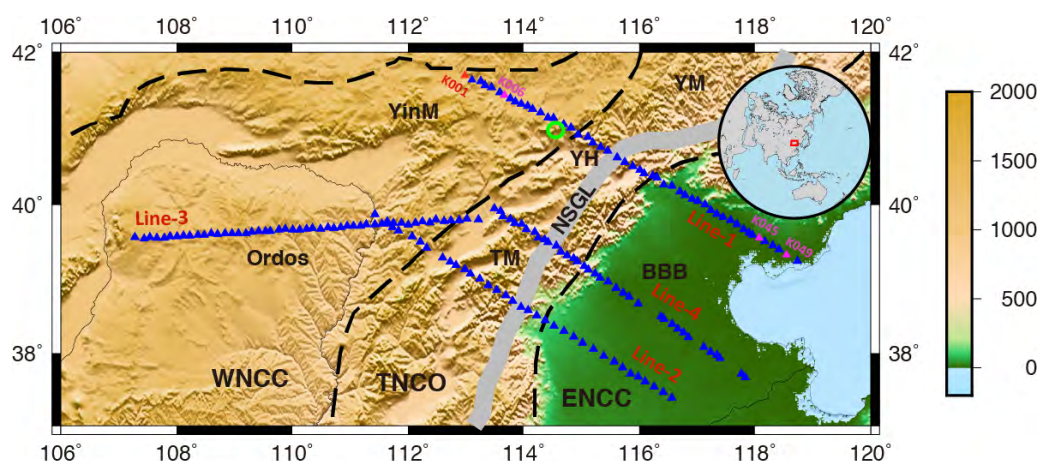 106° 108° 110° 112° 114° 116° 118° 120°
42° 42°
2000
K001
K006
YM
YinM
1500
YH
1000
40° 40°
NSGL
Line-3
Line-1
K045
K049
Ordos
TM
BBB
500
Line-4
38° 38°
0
WNCC
TNCO
Line-2
ENCC
106° 108° 110° 112° 114° 116° 118° 120°